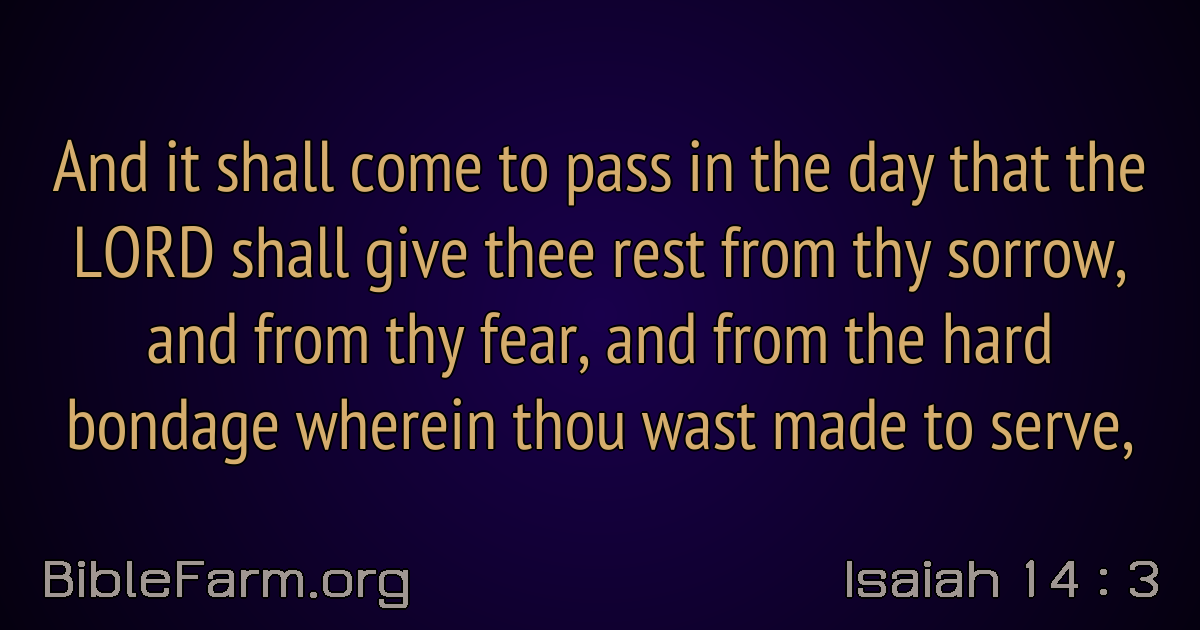 And it shall come to pass in the day that the
LORD shall give thee rest from thy sorrow,
and from thy fear, and from the hard
bondage wherein thou wast made to serve,
BibleFarm.org
Isaiah 14 : 3